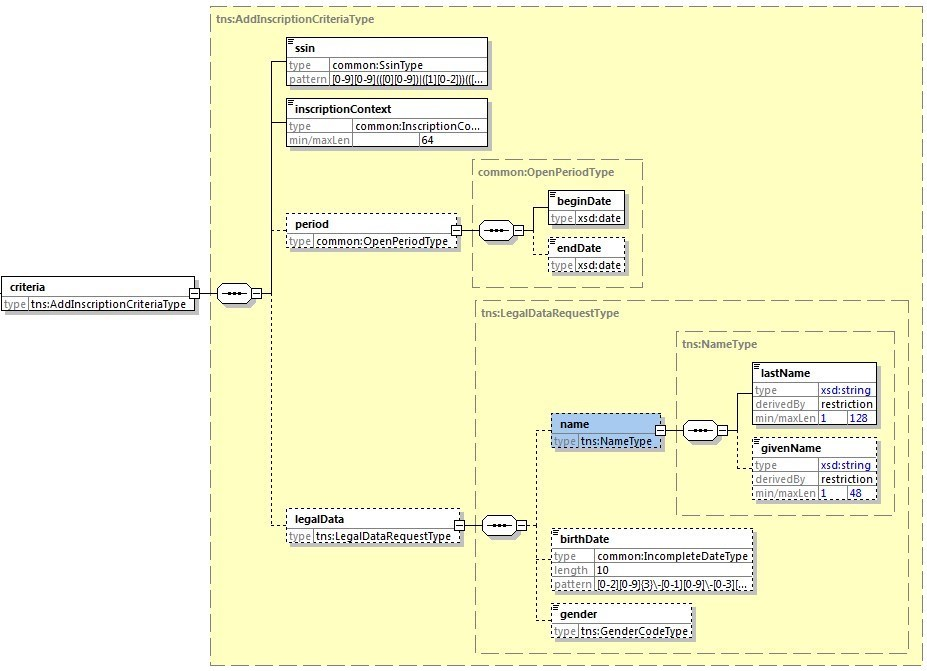 tns:AddInscriptionCriteriaType
ssin
type common:SsinType
pattern [0-9][0-9](([0][0-9])|([1][0-2]))(([...
inscriptionContext
type common:InscriptionCo...
min/maxLen 64
common:OpenPeriodType
period
type common:OpenPeriodType
beginDate
type xsd:date
endDate
type xsd:date
criteria
type tns:AddInscriptionCriteriaType
tns:LegalDataRequestType
tns:NameType
lastName
type xsd:string
derivedBy restriction
min/maxLen 1 128
name
type tns:NameType
givenName
type xsd:string
derivedBy restriction
min/maxLen 1 48
legalData
type tns:LegalDataRequestType
birthDate
type common:IncompleteDateType
length 10
pattern [0-2][0-9]{3}\-[0-1][0-9]\-[0-3][...
gender
type tns:GenderCodeType